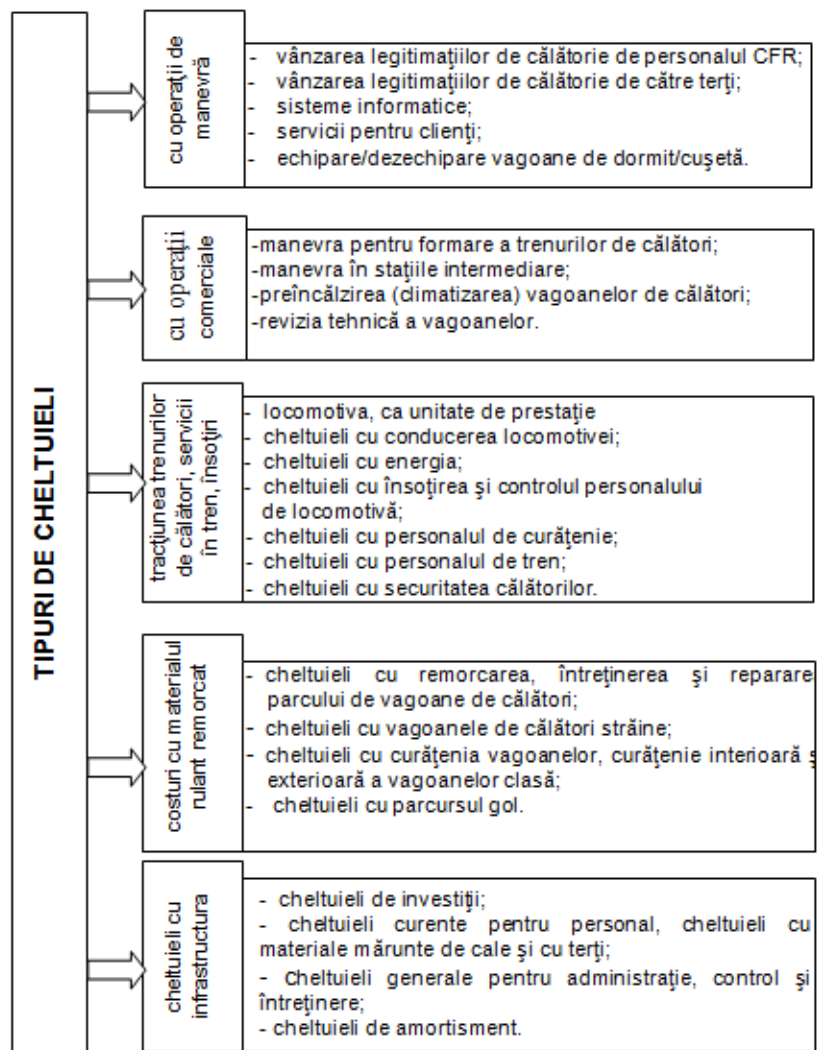 TIPURI DE CHELTUIELI
cu operaţii de
manevră
- vânzarea legitimaţiilor de călătorie de personalul CFR;
- vânzarea legitimaţiilor de călătorie de către terţi;
- sisteme informatice;
- servicii pentru clienţi;
- echipare/dezechipare vagoane de dormit/cuşetă.
cu operaţii
comerciale
-manevra pentru formare a trenurilor de călători;
-manevra în staţiile intermediare;
-preîncălzirea (climatizarea) vagoanelor de călători;
-revizia tehnică a vagoanelor.
tracţiunea trenurilor
de călători, servicii
în tren, însoţiri
- locomotiva, ca unitate de prestaţie
- cheltuieli cu conducerea locomotivei;
- cheltuieli cu energia;
- cheltuieli cu însoţirea şi controlul personalului
de locomotivă;
- cheltuieli cu personalul de curăţenie;
- cheltuieli cu personalul de tren;
- cheltuieli cu securitatea călătorilor.
costuri cu materialul
rulant remorcat
- cheltuieli cu remorcarea, întreţinerea şi reparare
parcului de vagoane de călători;
- cheltuieli cu vagoanele de călători străine;
- cheltuieli cu curăţenia vagoanelor, curăţenie interioară ş
exterioară a vagoanelor clasă;
- cheltuieli cu parcursul gol.
cheltuieli cu
infrastructura
- cheltuieli de investiţii;
- cheltuieli curente pentru personal, cheltuieli cu
materiale mărunte de cale şi cu terţi;
- Cheltuieli generale pentru administraţie, control şi
întreţinere;
- cheltuieli de amortisment.